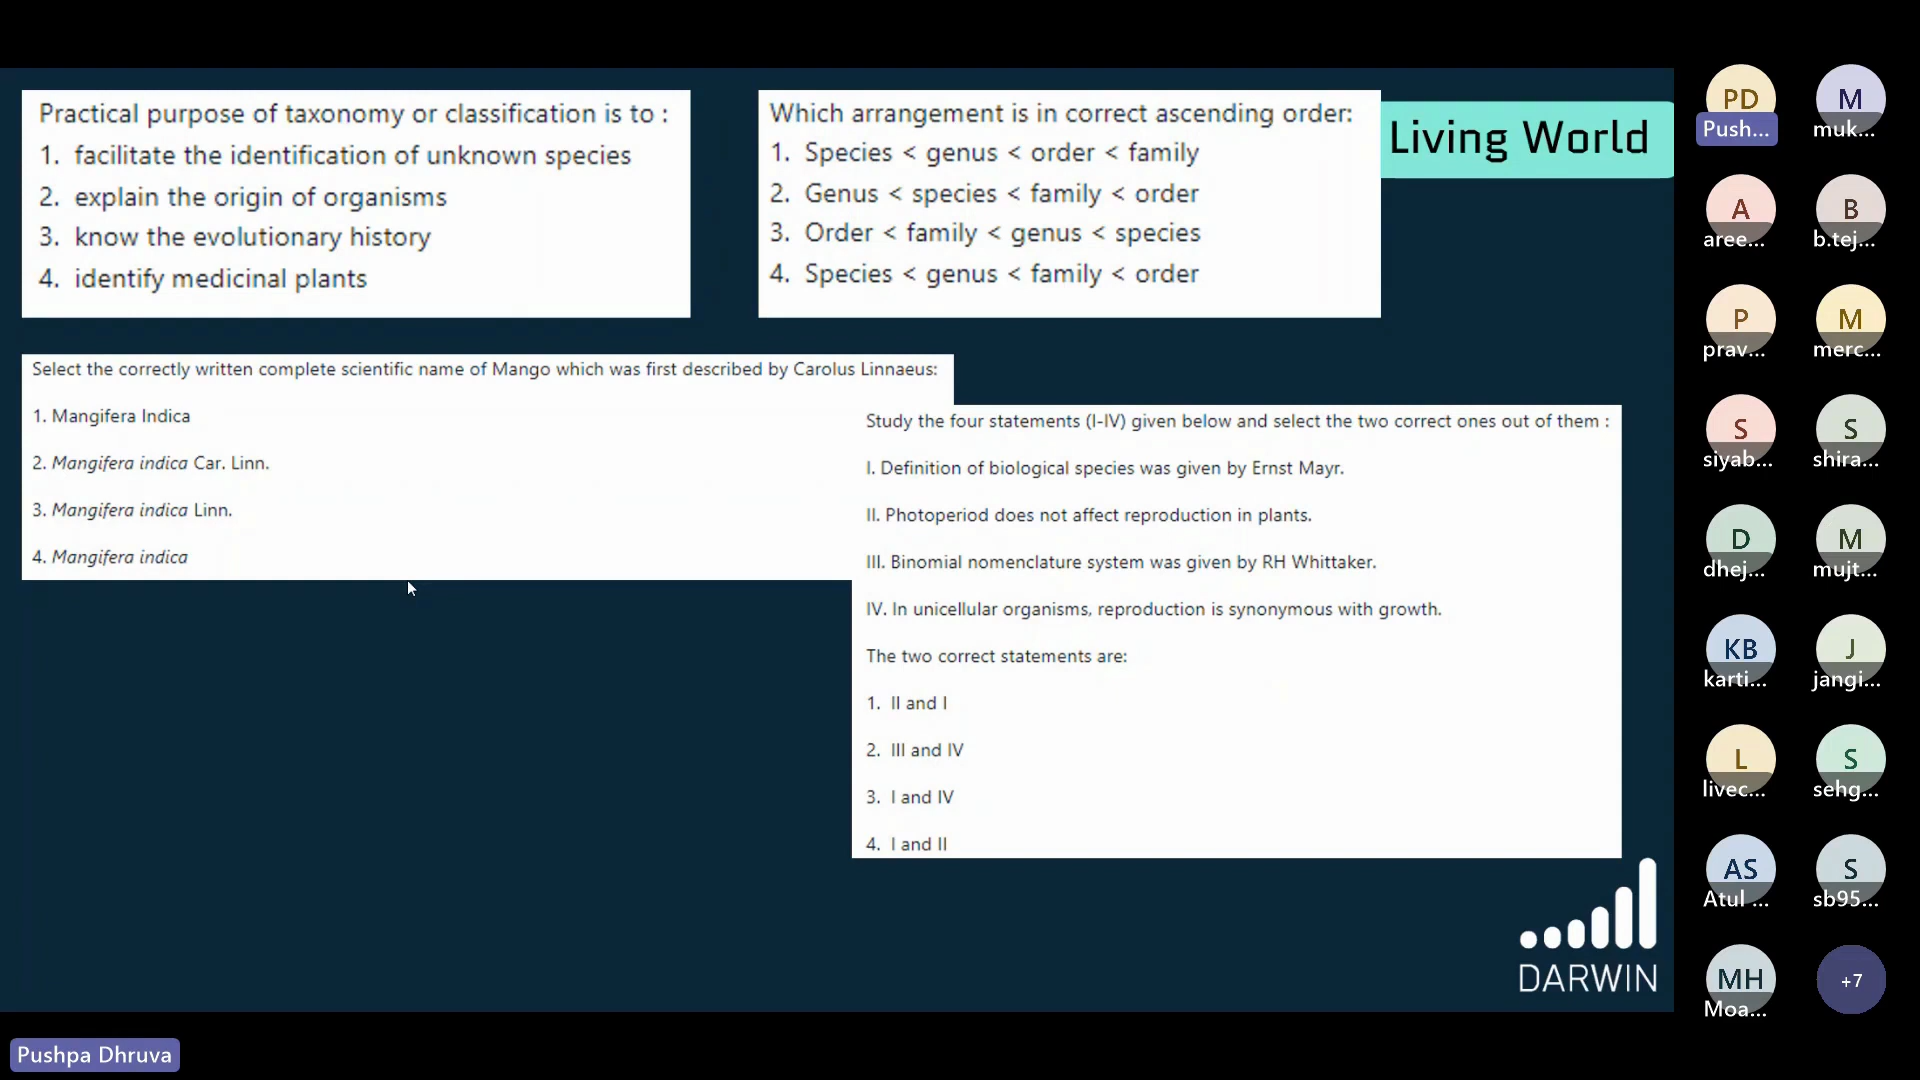 Practical purpose of taxonomy or classification is to :
1. facilitate the identification of unknown species
2. explain the origin of organisms
3. know the evolutionary history
4. identify medicinal plants
Which arrangement is in correct ascending order:
1. Species < genus < order < family
2. Genus < species < family < order
3. Order < family < genus < species
4. Species < genus < family < order
Living World
Select the correctly written complete scientific name of Mango which was first described by Carolus Linnaeus:
1. Mangifera Indica
2. Mangifera indica Car. Linn.
3. Mangifera indica Linn.
4. Mangifera indica
Study the four statements (I-IV) given below and select the two correct ones out of them :
I. Definition of biological species was given by Ernst Mayr.
II. Photoperiod does not affect reproduction in plants.
III. Binomial nomenclature system was given by RH Whittaker.
IV. In unicellular organisms, reproduction is synonymous with growth.
The two correct statements are:
1. II and I
2. III and IV
3. I and IV
4. I and II
DARWIN
PD
Push...
M
muk...
A
aree...
B
b.tej...
P
prav...
M
merc...
S
siyab...
S
shira...
D
dhej...
M
mujt...
KB
karti...
J
jangi...
L
livec...
S
sehg...
AS
Atul ...
S
sb95...
MH
Moa...
+7
Pushpa Dhruva